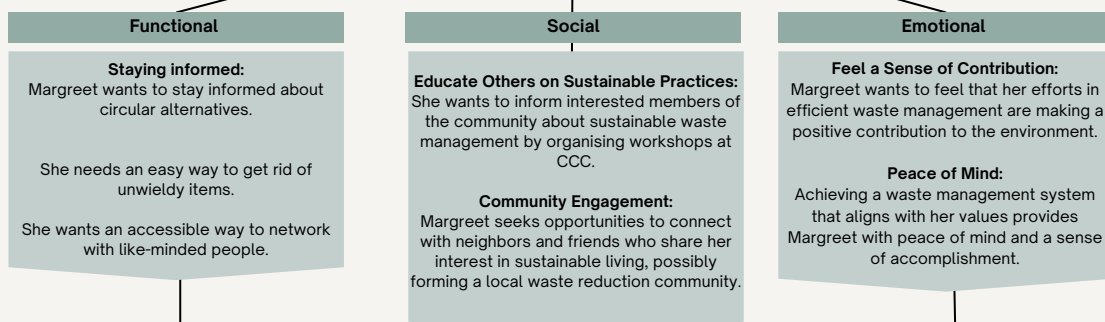 Functional
Staying informed:
Margreet wants to stay informed about
circular alternatives.
She needs an easy way to get rid of
unwieldy items.
She wants an accessible way to network
with like-minded people.
Social
Educate Others on Sustainable Practices:
She wants to inform interested members of
the community about sustainable waste
management by organising workshops at
CCC.
Community Engagement:
Margreet seeks opportunities to connect
with neighbors and friends who share her
interest in sustainable living, possibly
forming a local waste reduction community.
Emotional
Feel a Sense of Contribution:
Margreet wants to feel that her efforts in
efficient waste management are making a
positive contribution to the environment.
Peace of Mind:
Achieving a waste management system
that aligns with her values provides
Margreet with peace of mind and a sense
of accomplishment.